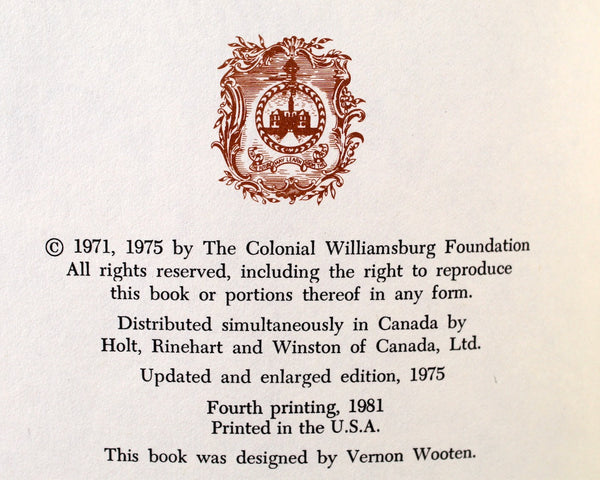 © 1971, 1975 by The Colonial Williamsburg Foundation
All rights reserved, including the right to reproduce
this book or portions thereof in any form.
Distributed simultaneously in Canada by
Holt, Rinehart and Winston of Canada, Ltd.
Updated and enlarged edition, 1975
Fourth printing, 1981
Printed in the U.S.A.
This book was designed by Vernon Wooten.